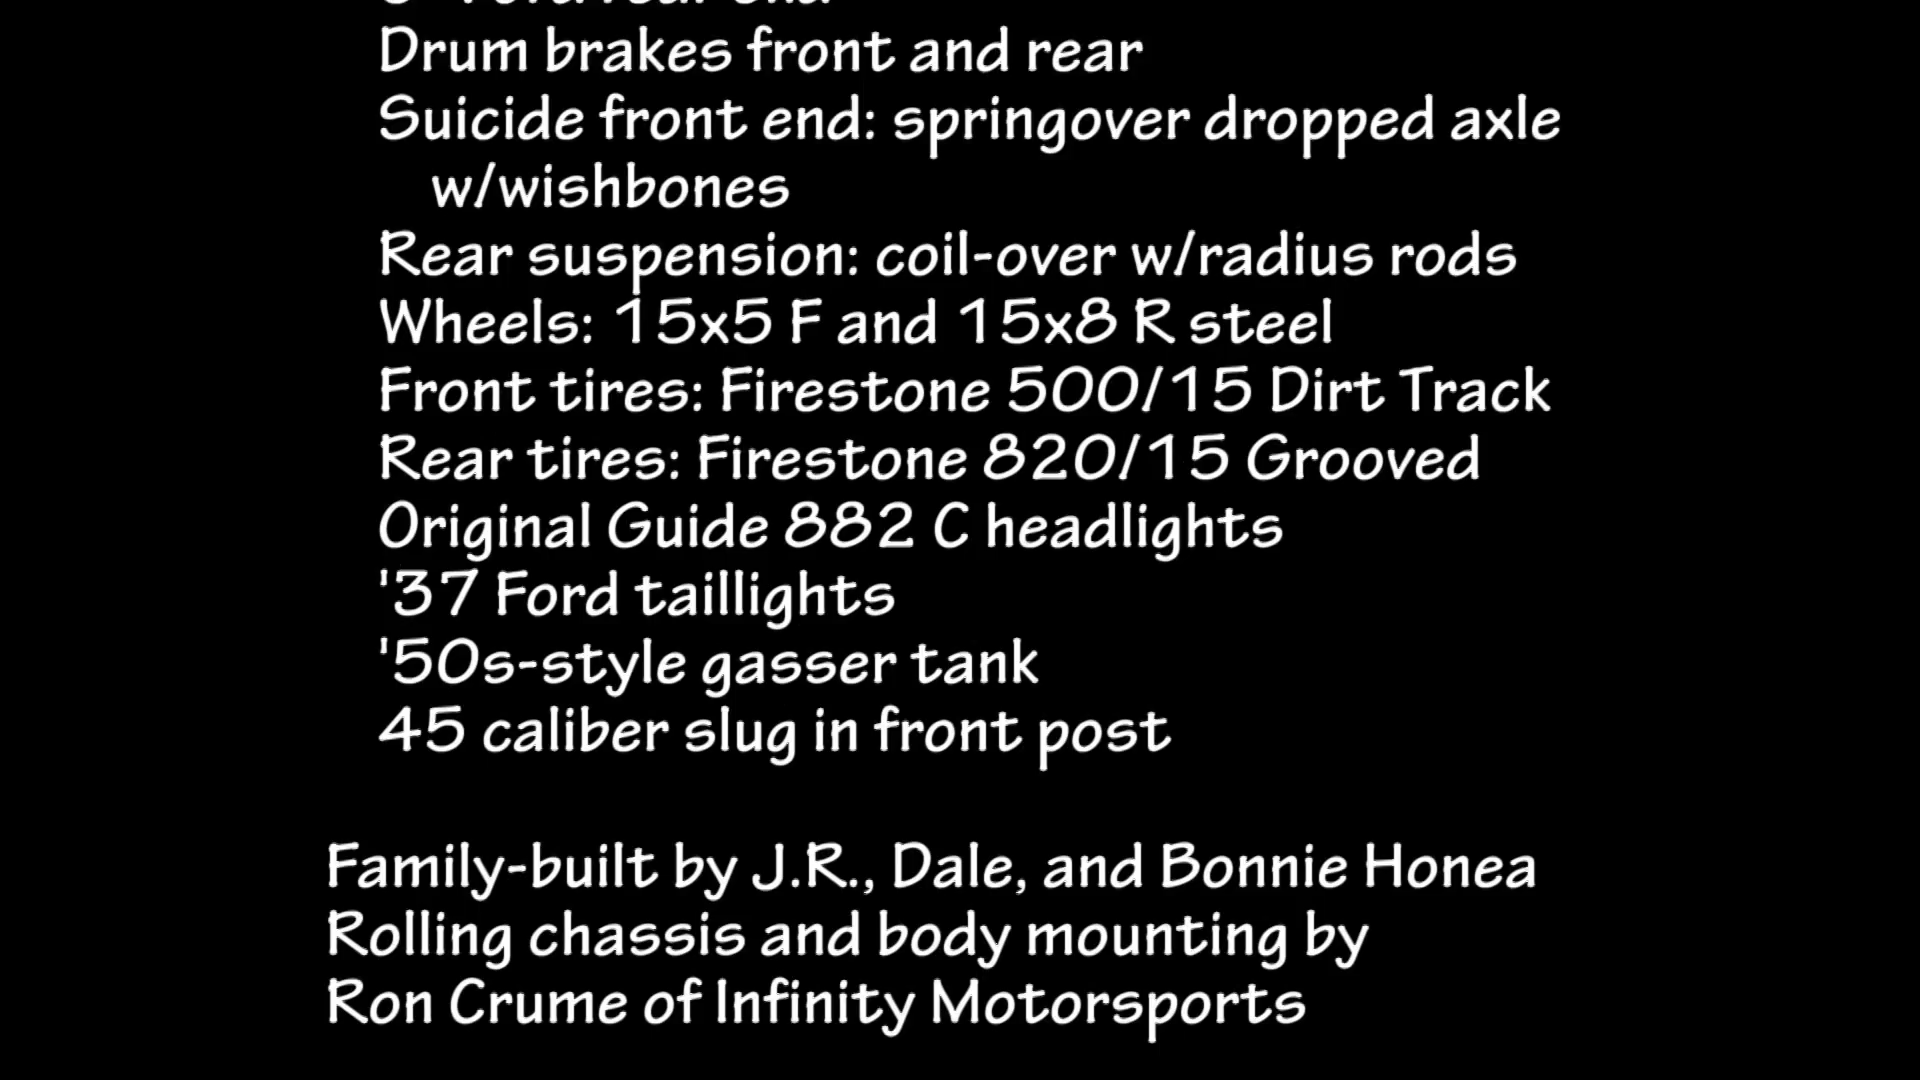 Drum brakes front and rear
Suicide front end: springover dropped axle
w/wishbones
Rear suspension: coil-over w/radius rods
Wheels: 15x5 F and 15x8 R steel
Front tires: Firestone 500/15 Dirt Track
Rear tires: Firestone 820/15 Grooved
Original Guide 882 C headlights
'37 Ford taillights
'50s-style gasser tank
45 caliber slug in front post
Family-built by J.R., Dale, and Bonnie Honea
Rolling chassis and body mounting by
Ron Crume of Infinity Motorsports